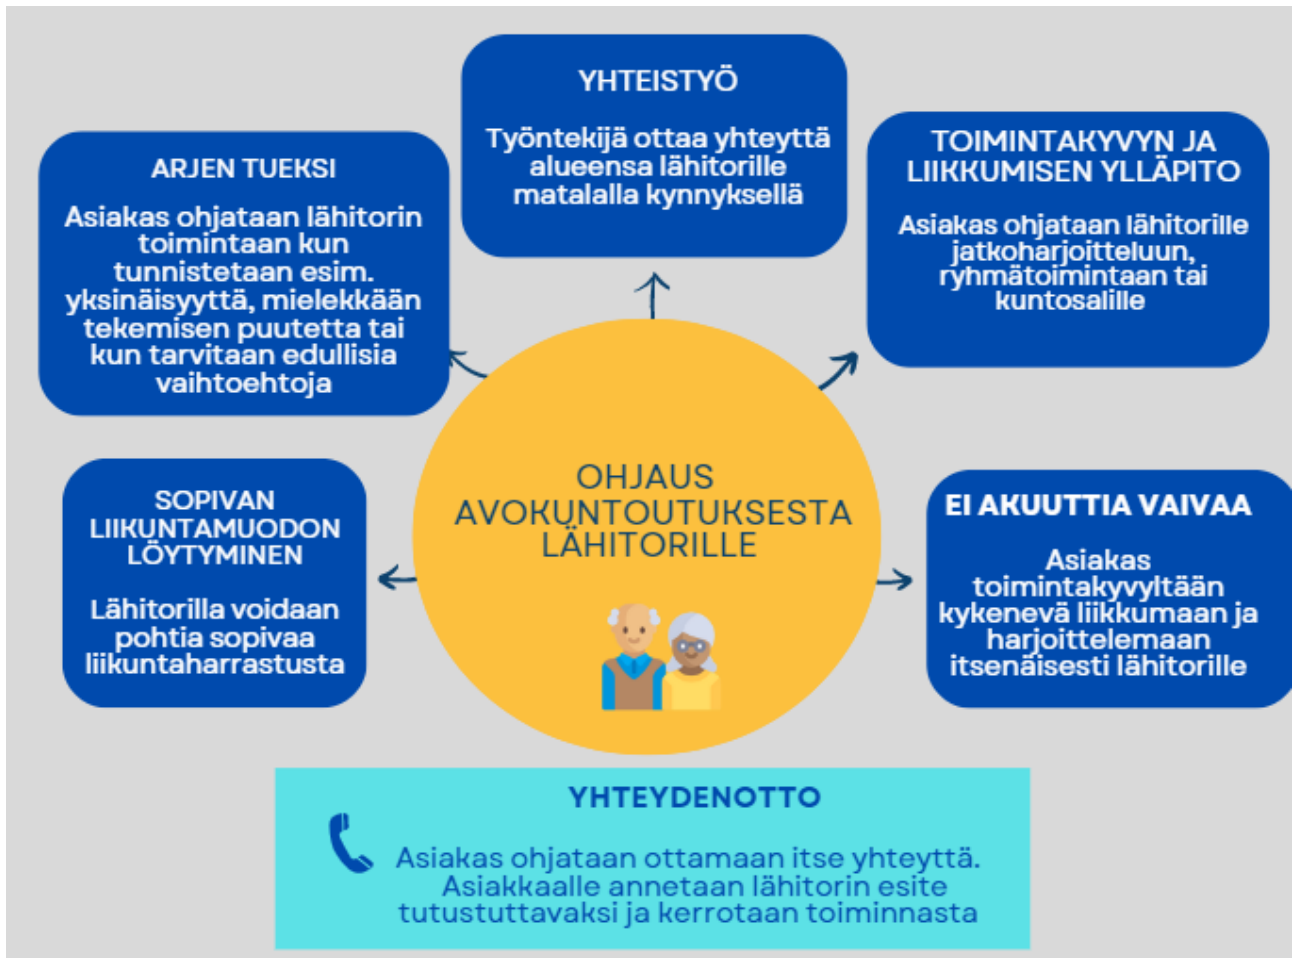 YHTEISTYÖ
Työntekijä ottaa yhteyttä
alueensa lähitorille
matalalla kynnyksellä
ARJEN TUEKSI
Asiakas ohjataan lähitorin
toimintaan kun
tunnistetaan esim.
yksinäisyyttä, mielekkään
tekemisen puutetta tai
kun tarvitaan edullisia
vaihtoehtoja
TOIMINTAKYVYN JA
LIIKKUMISEN YLLÄPITO
Asiakas ohjataan lähitorille
jatkoharjoitteluun,
ryhmätoimintaan tai
kuntosalille
OHJAUS
AVOKUNTOUTUKSESTA
LÄHITORILLE
SOPIVAN
LIIKUNTAMUODON
LÖYTYMINEN
Lähitorilla voidaan
pohtia sopivaa
liikuntaharrastusta
EI AKUUTTIA VAIVAA
Asiakas
toimintakyvyltään
kykenevä liikkumaan ja
harjoittelemaan
itsenäisesti lähitorille
YHTEYDENOTTO
Asiakas ohjataan ottamaan itse yhteyttä.
Asiakkaalle annetaan lähitorin esite
tutustuttavaksi ja kerrotaan toiminnasta